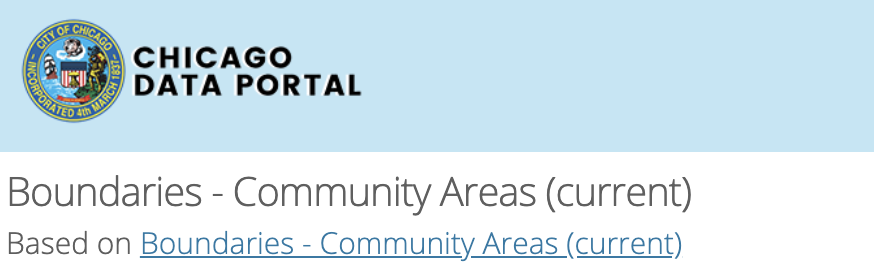 CITY OF CHICAGO
INCORPORATED 4th MARCH 1837
CHICAGO
DATA PORTAL
Boundaries - Community Areas (current)
Based on Boundaries - Community Areas (current)